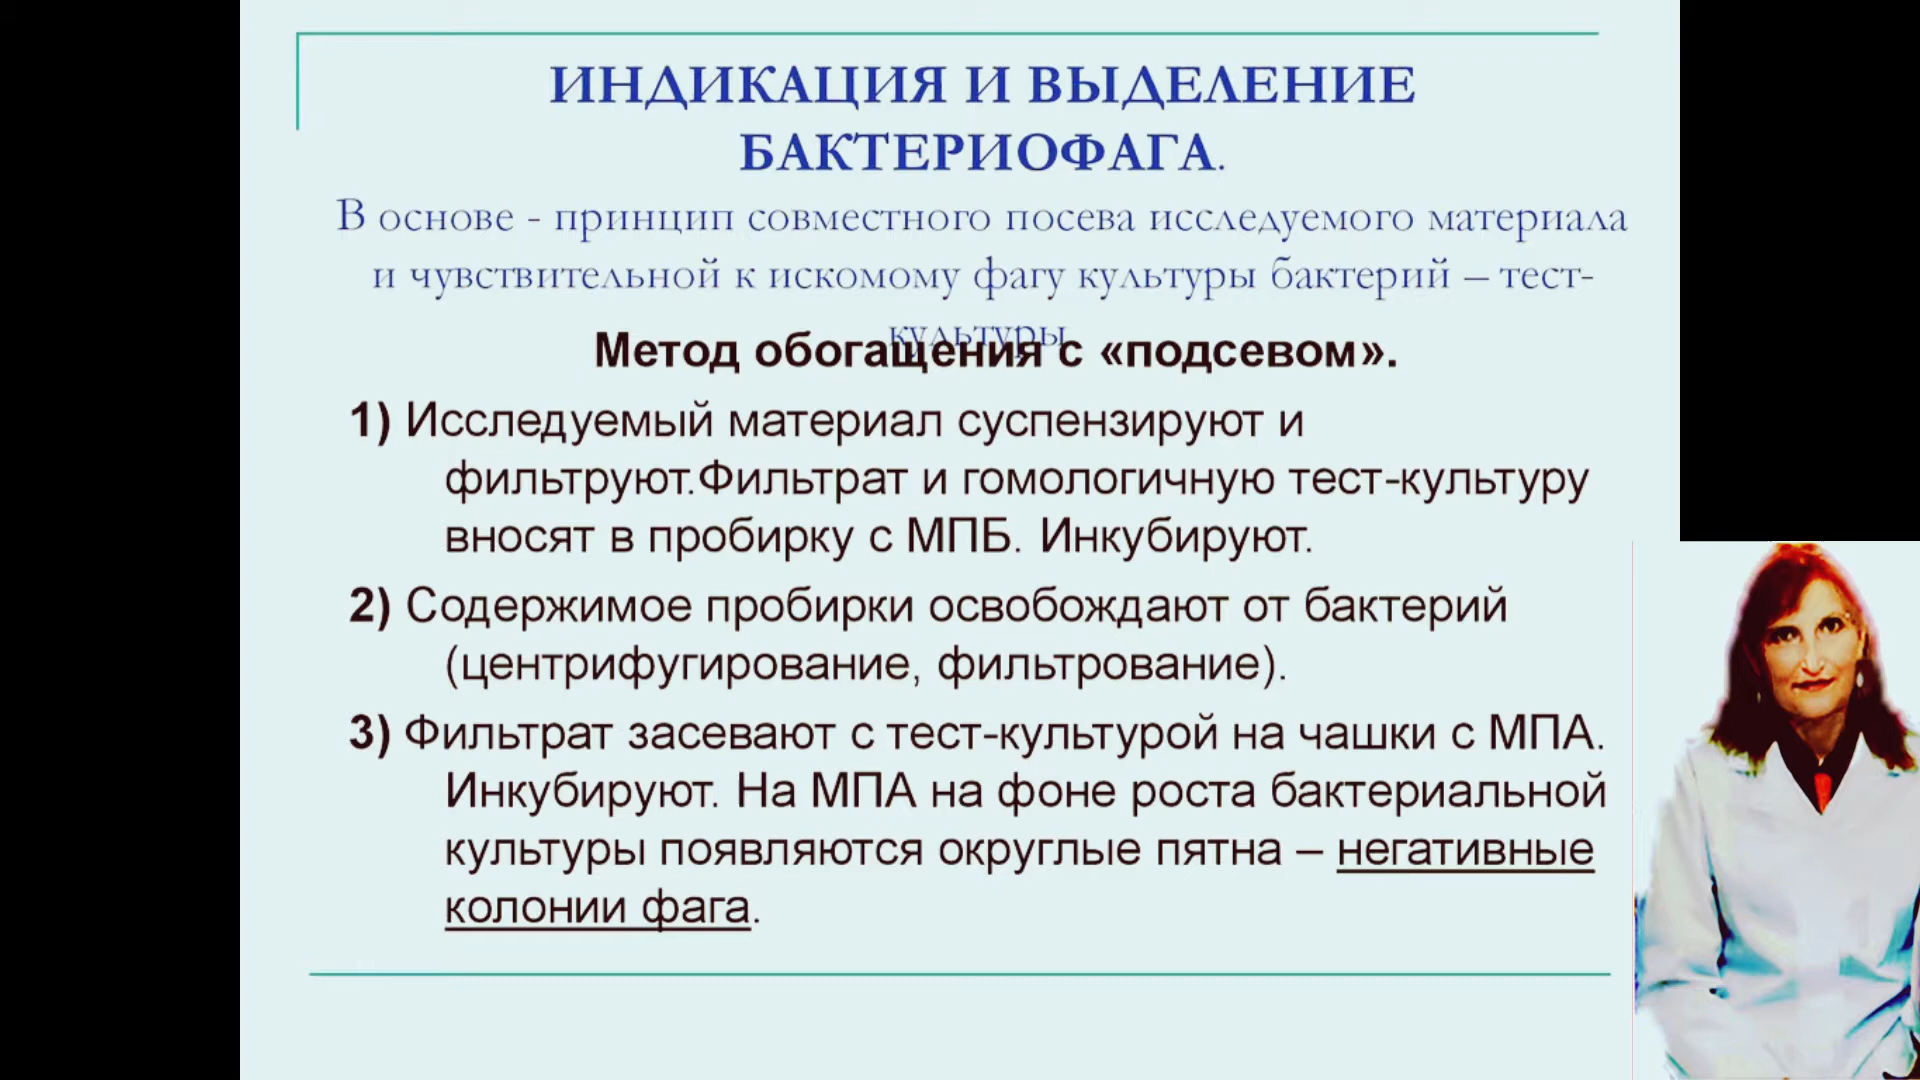 ИНДИКАЦИЯ И ВЫДЕЛЕНИЕ
БАКТЕРИОФАГА.
В основе - принцип совместного посева исследуемого материала
и чувствительной к искомому фагу культуры бактерий – тест-
культуры
Метод обогащения с «подсевом».
1) Исследуемый материал суспензируют и
фильтруют.Фильтрат и гомологичную тест-культуру
вносят в пробирку с МПБ. Инкубируют.
2) Содержимое пробирки освобождают от бактерий
(центрифугирование, фильтрование).
3) Фильтрат засевают с тест-культурой на чашки с МПА.
Инкубируют. На МПА на фоне роста бактериальной
культуры появляются округлые пятна – негативные
колонии фага.